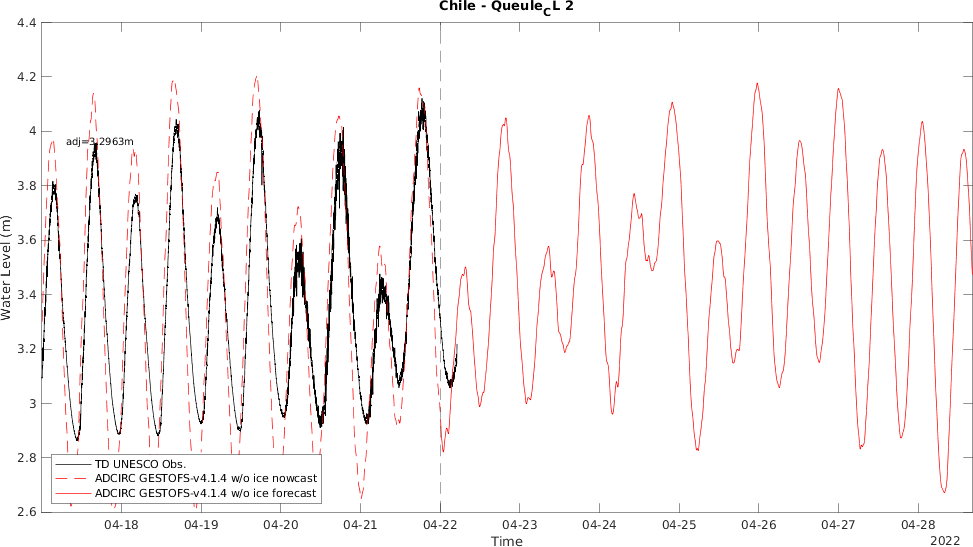 Chile - Queule_CL 2
4.4
4.2
4
3.8
3.6
3.4
3.2
3
2.8
2.6
Water Level (m)
adj=3.2963m
TD UNESCO Obs.
ADCIRC GESTOFS-v4.1.4 w/o ice nowcast
ADCIRC GESTOFS-v4.1.4 w/o ice forecast
04-18 04-19 04-20 04-21 04-22 04-23 04-24 04-25 04-26 04-27 04-28
Time
2022